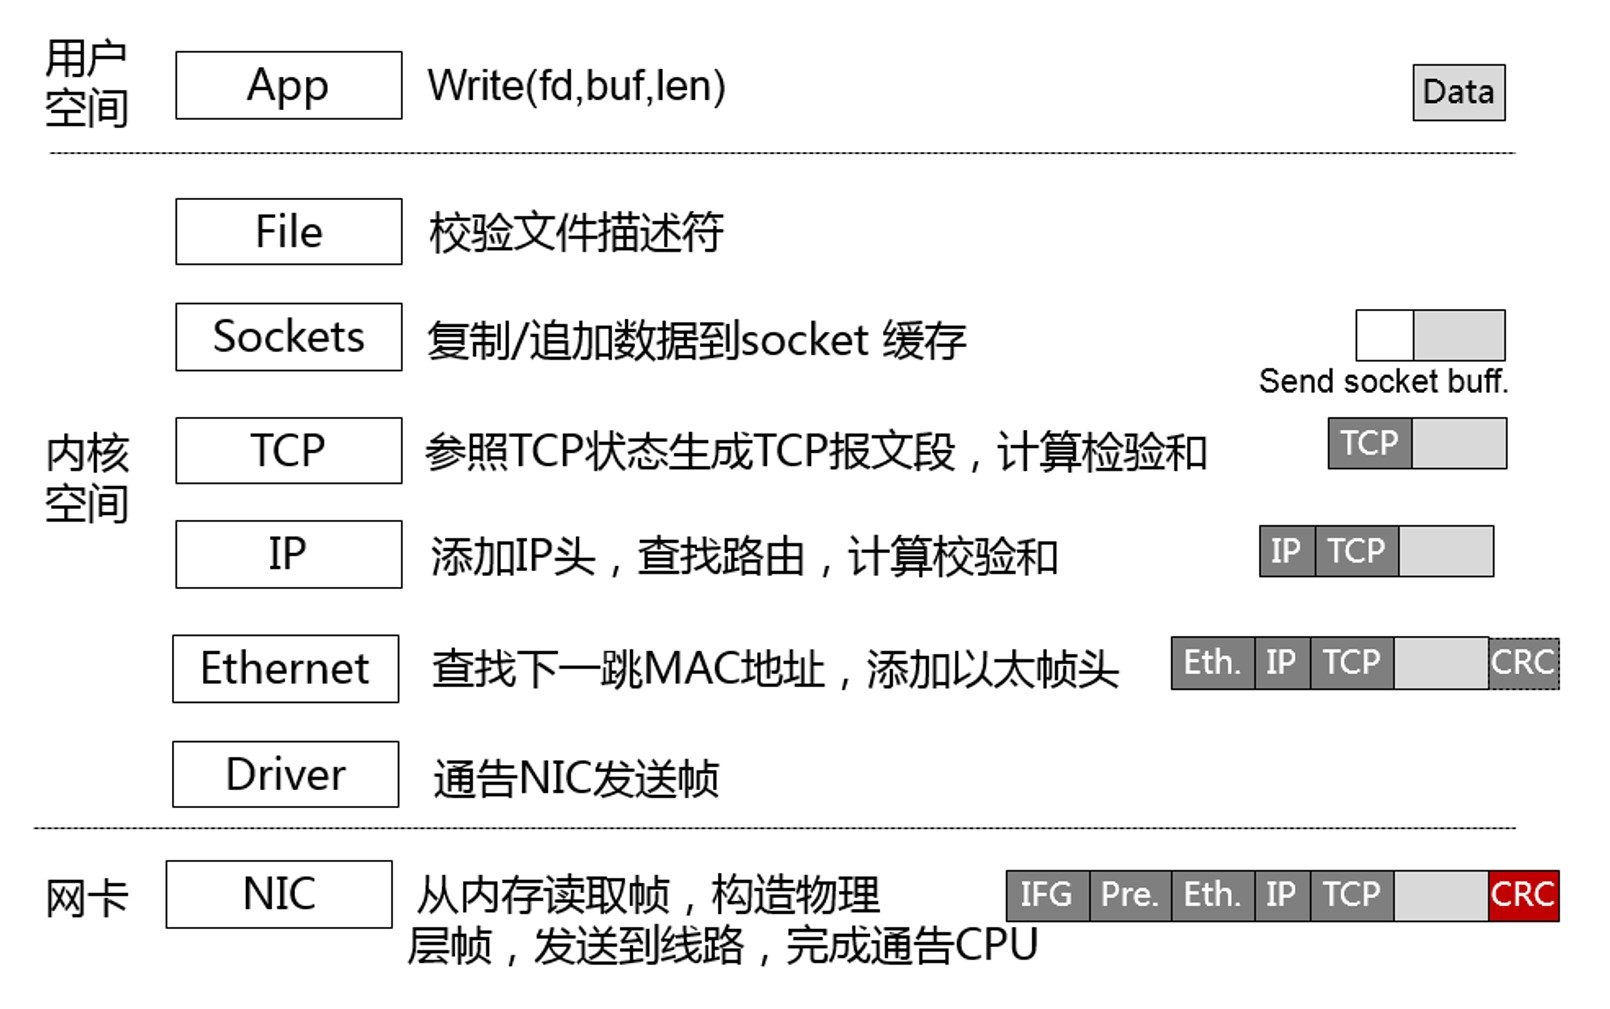 用户
空间
App
Write(fd,buf,len)
Data
File
校验文件描述符
Sockets
复制/追加数据到socket 缓存
Send socket buff.
内核
空间
TCP
参照TCP状态生成TCP报文段，计算检验和
TCP
IP
添加IP头，查找路由，计算校验和
IP TCP
Ethernet
查找下一跳MAC地址，添加以太帧头
Eth. IP TCP CRC
Driver
通告NIC发送帧
网卡
NIC
从内存读取帧，构造物理
层帧，发送到线路，完成通告CPU
IFG Pre. Eth. IP TCP CRC